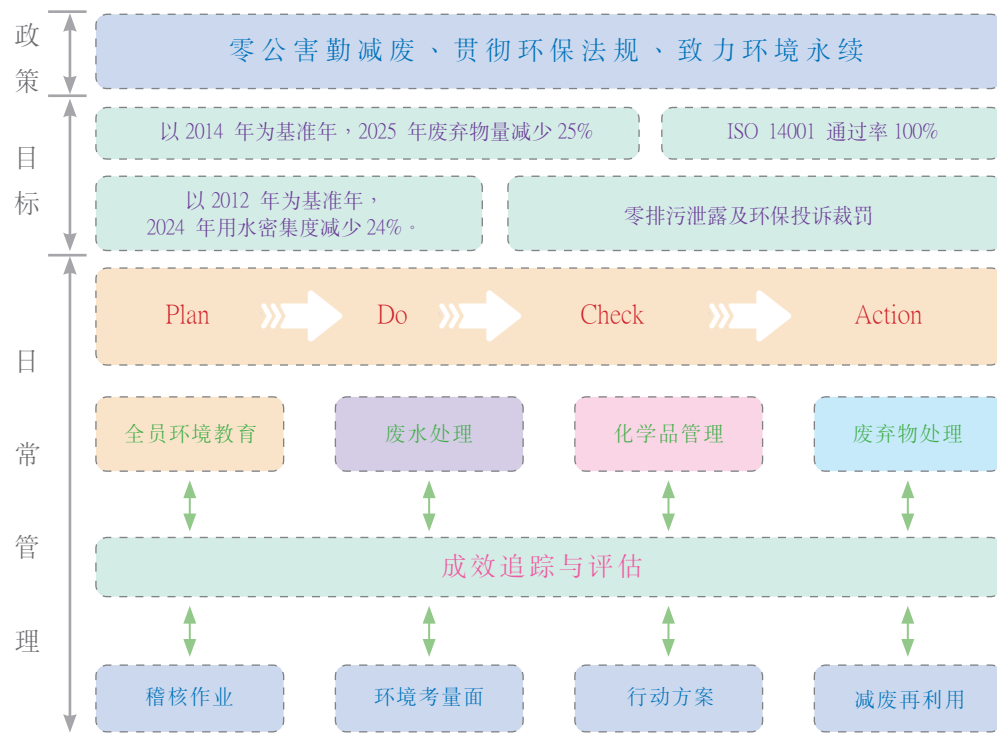 政策
零公害勤减废、贯彻环保法规、致力环境永续
目标
以 2014 年为基准年，2025 年废弃物量减少 25%
ISO 14001 通过率 100%
以 2012 年为基准年，
2024 年用水密集度减少 24%。
零排污泄露及环保投诉裁罚
日常管理
Plan
Do
Check
Action
全员环境教育
废水处理
化学品管理
废弃物处理
成效追踪与评估
稽核作业
环境考量面
行动方案
减废再利用